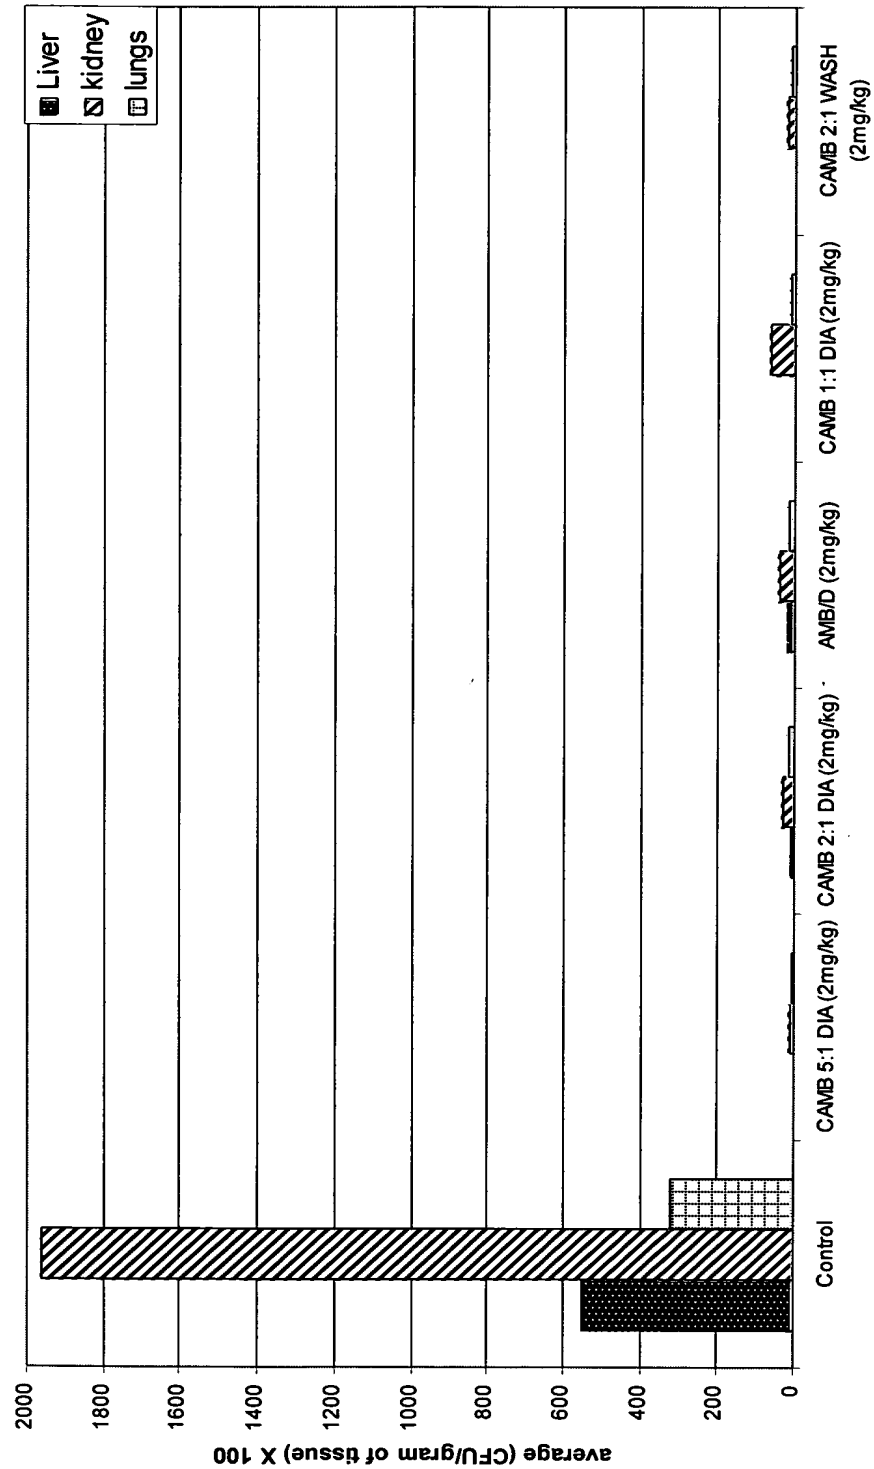 Liver
kidney
lungs
2000
1800
1600
1400
1200
1000
800
600
400
200
0
average (CFU/gram of tissue) X 100
Control
CAMB 5:1 DIA (2mg/kg)
CAMB 2:1 DIA (2mg/kg)
AMB/D (2mg/kg)
CAMB 1:1 DIA (2mg/kg)
CAMB 2:1 WASH
(2mg/kg)